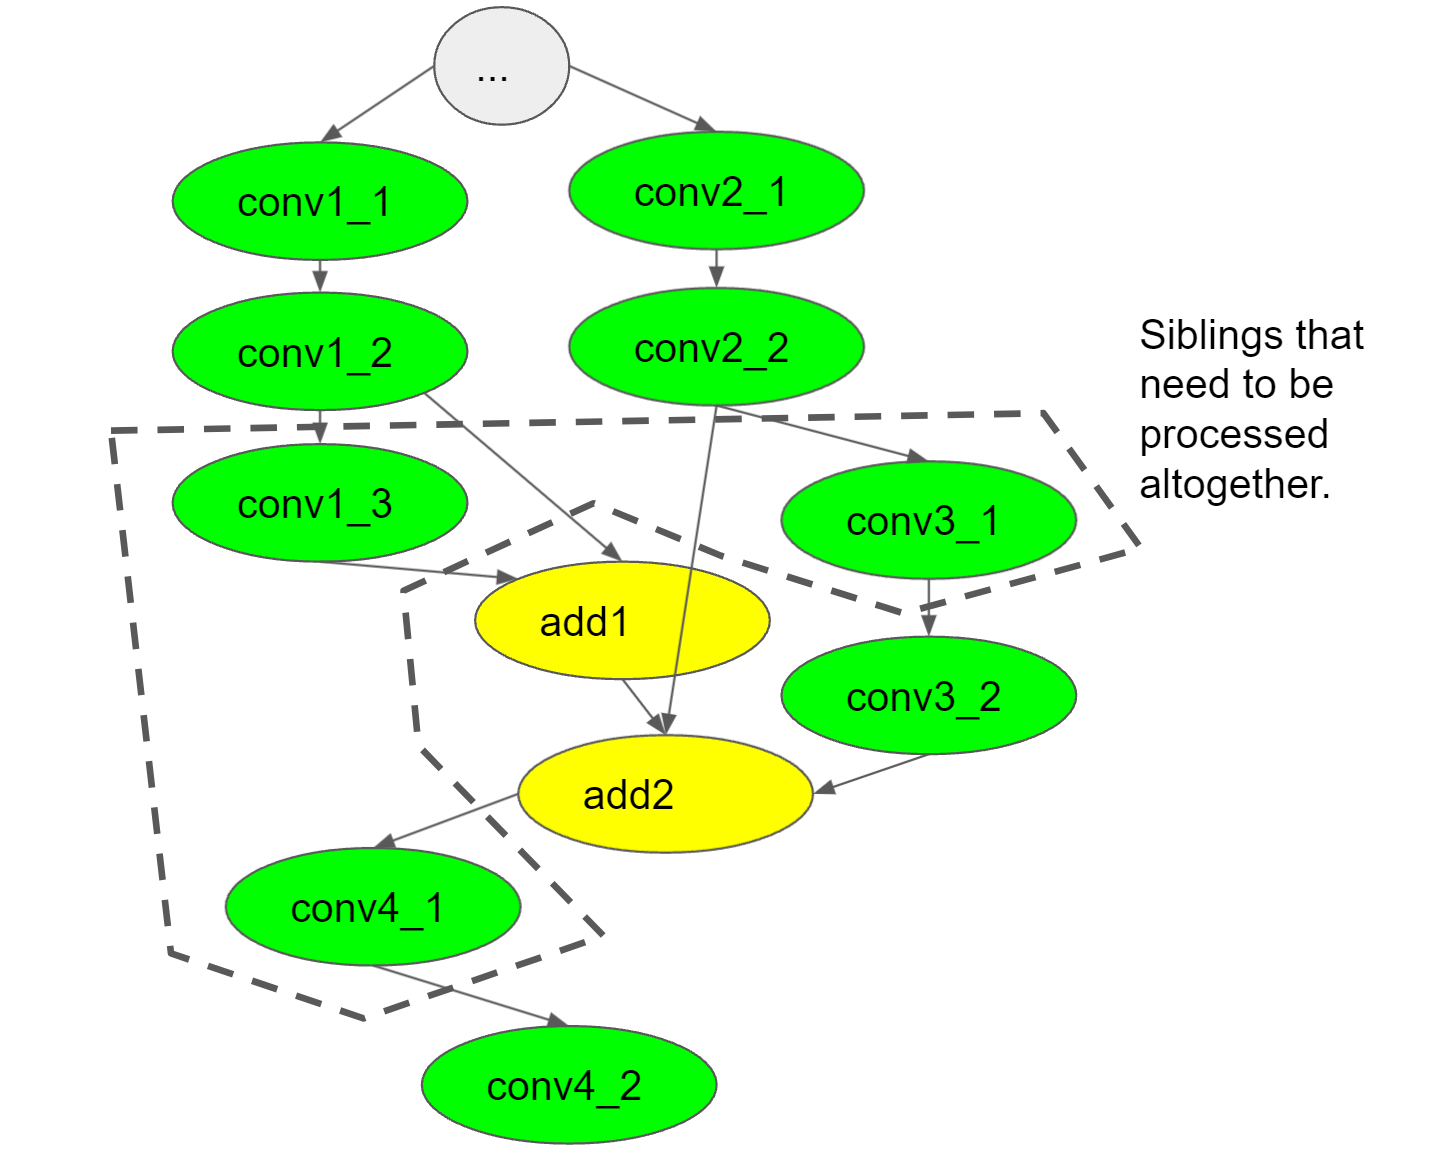 ...
conv1_1
conv2_1
conv1_2
conv2_2
Siblings that
need to be
processed
altogether.
conv1_3
conv3_1
add1
conv3_2
add2
conv4_1
conv4_2